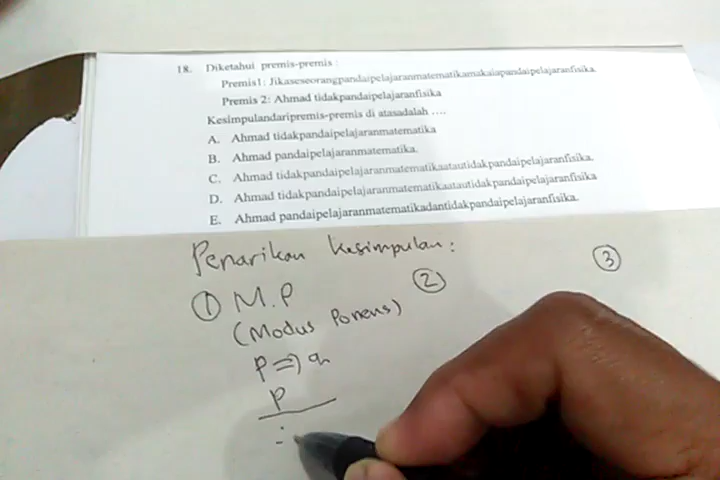 18. Diketahui premis-premis :
Premis1: Jikaseseorangpandaipelajaranmatematikamakaiapandaipelajaranfisika.
Premis 2: Ahmad tidakpandaipelajaranfisika
Kesimpulandaripremis-premis di atasadalah ....
A. Ahmad tidakpandaipelajaranmatematika
B. Ahmad pandaipelajaranmatematika.
C. Ahmad tidakpandaipelajaranmatematikaatautidakpandaipelajaranfisika.
D. Ahmad tidakpandaipelajaranmatematikaatautidakpandaipelajaranfisika
E. Ahmad pandaipelajaranmatematikadantidakpandaipelajaranfisika.
Penarikan Kesimpulan :
① M.P ② ③
(Modus Ponens)
P ⇒ q
P